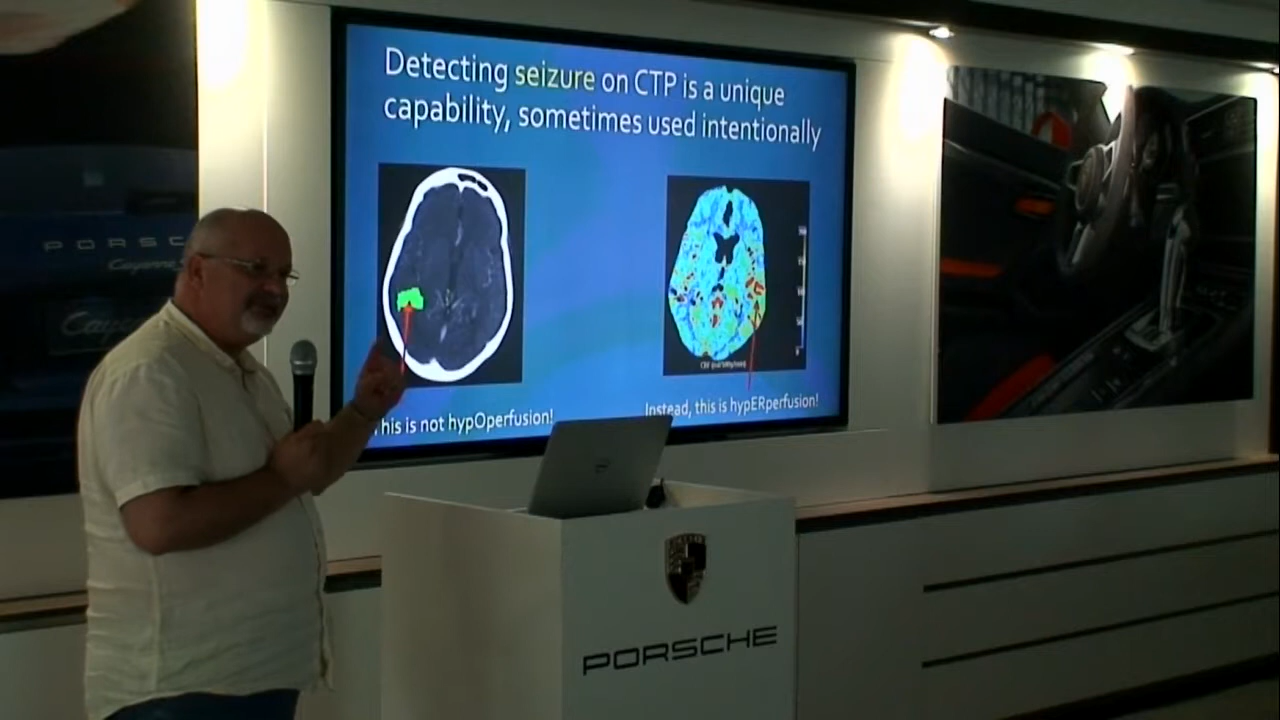 Detecting seizure on CTP is a unique
capability, sometimes used intentionally
This is not hypOperfusion!
Instead, this is hypERperfusion!
PORSCHE